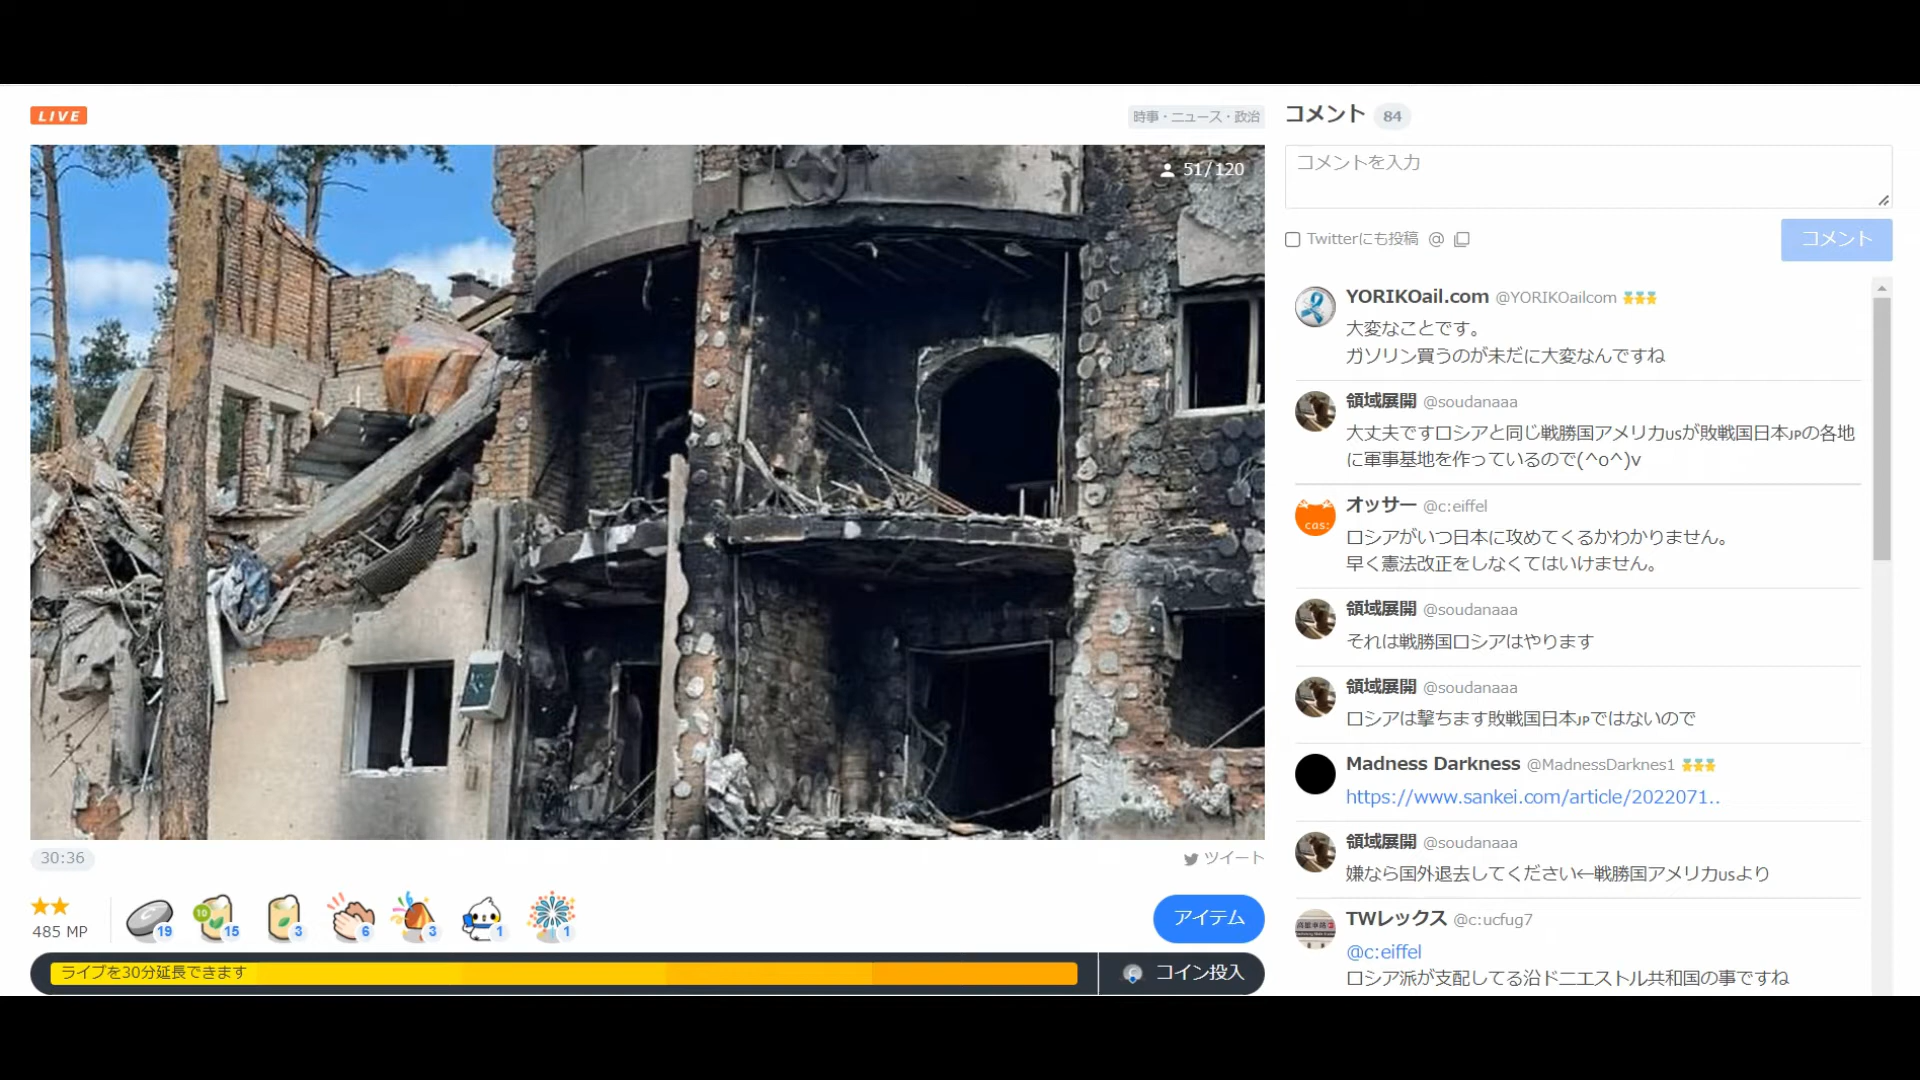 LIVE
時事・ニュース・政治
51/120
30:36
ツイート
485 MP
19
10
15
3
6
3
1
1
アイテム
ライブを30分延長できます
コイン投入
コメント 84
コメントを入力
Twitterにも投稿 @
コメント
YORIKOail.com @YORIKOailcom
大変なことです。
ガソリン買うのが未だに大変なんですね
領域展開 @soudanaaa
大丈夫ですロシアと同じ戦勝国アメリカusが敗戦国日本JPの各地
に軍事基地を作っているので(^o^)v
cas:
オッサー @c:eiffel
ロシアがいつ日本に攻めてくるかわかりません。
早く憲法改正をしなくてはいけません。
領域展開 @soudanaaa
それは戦勝国ロシアはやります
領域展開 @soudanaaa
ロシアは撃ちます敗戦国日本JPではないので
Madness Darkness @MadnessDarknes1
https://www.sankei.com/article/2022071..
領域展開 @soudanaaa
嫌なら国外退去してください←戦勝国アメリカusより
TWレックス @c:ucfug7
@c:eiffel
ロシア派が支配してる沿ドニエストル共和国の事ですね